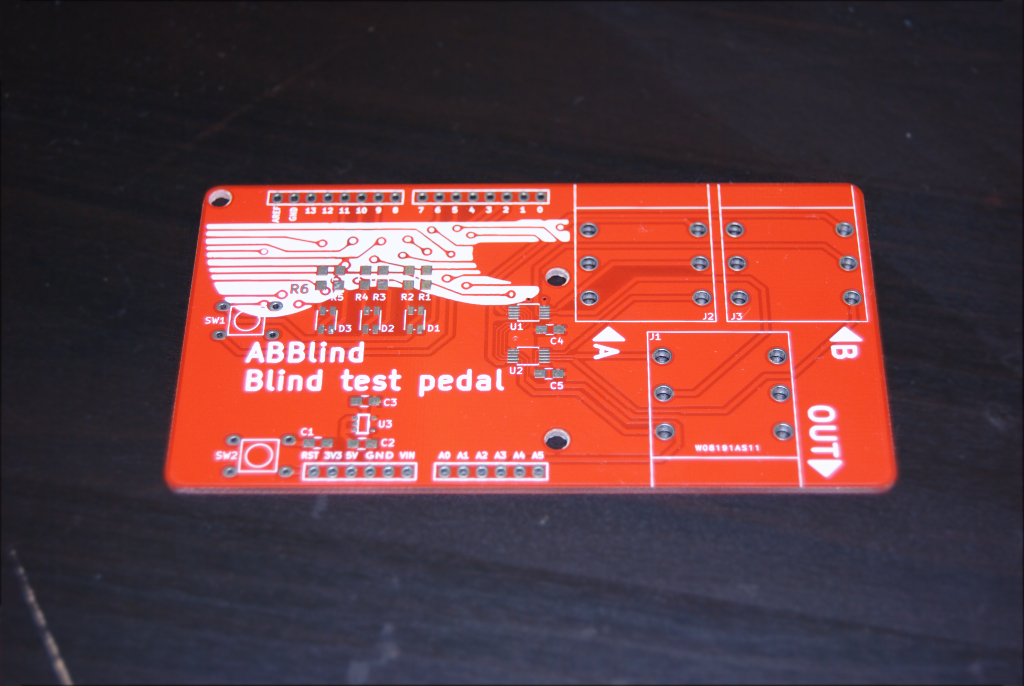 AREF GND 13 12 11 10 9 8 7 6 5 4 3 2 1 0
R6 R5 R4 R3 R2 R1
SW1
D3 D2 D1
U1
C4
J2 J3
A B
J1
U2
C5
ABBlind
Blind test pedal
C3
U3
C1 C2
SW2
RST 3V3 5V GND VIN A0 A1 A2 A3 A4 A5
W08191AS11
OUT